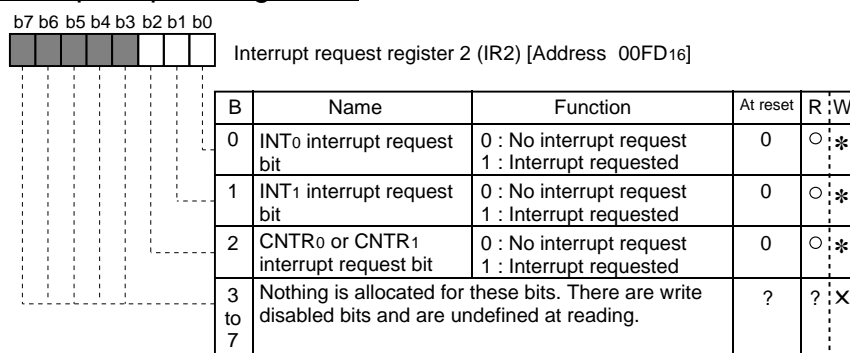 b7 b6 b5 b4 b3 b2 b1 b0
Interrupt request register 2 (IR2) [Address 00FD16]
B Name Function At reset R W
0 INT0 interrupt request bit 0 : No interrupt request 0 ○ *
1 : Interrupt requested
1 INT1 interrupt request bit 0 : No interrupt request 0 ○ *
1 : Interrupt requested
2 CNTR0 or CNTR1 interrupt request bit 0 : No interrupt request 0 ○ *
1 : Interrupt requested
3 to 7 Nothing is allocated for these bits. There are write ? ? ×
disabled bits and are undefined at reading.